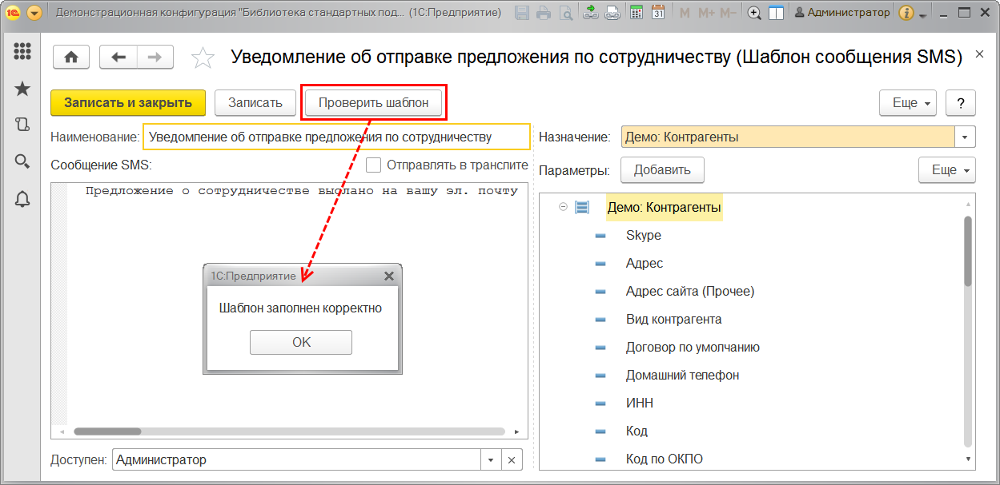 Демонстрационная конфигурация "Библиотека стандартных под... (1С:Предприятие)
M M+ M-
31
Администратор
Уведомление об отправке предложения по сотрудничеству (Шаблон сообщения SMS)
Записать и закрыть
Записать
Проверить шаблон
Еще
?
Наименование: Уведомление об отправке предложения по сотрудничеству
Назначение: Демо: Контрагенты
Сообщение SMS:
Отправлять в транслите
Параметры:
Добавить
Еще
Предложение о сотрудничестве выслано на вашу эл. почту
1С:Предприятие
Шаблон заполнен корректно
OK
Демо: Контрагенты
Skype
Адрес
Адрес сайта (Прочее)
Вид контрагента
Договор по умолчанию
Домашний телефон
ИНН
Код
Код по ОКПО
Доступен: Администратор